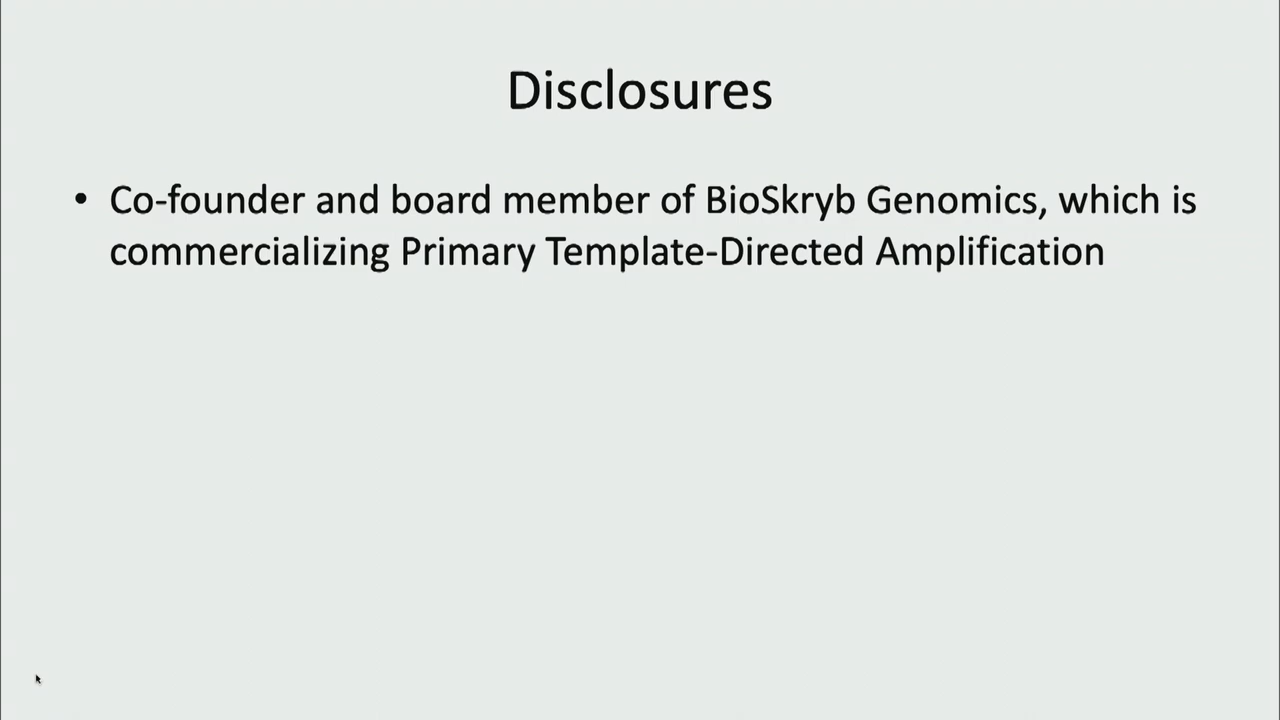 Disclosures
• Co-founder and board member of BioSkryb Genomics, which is
commercializing Primary Template-Directed Amplification